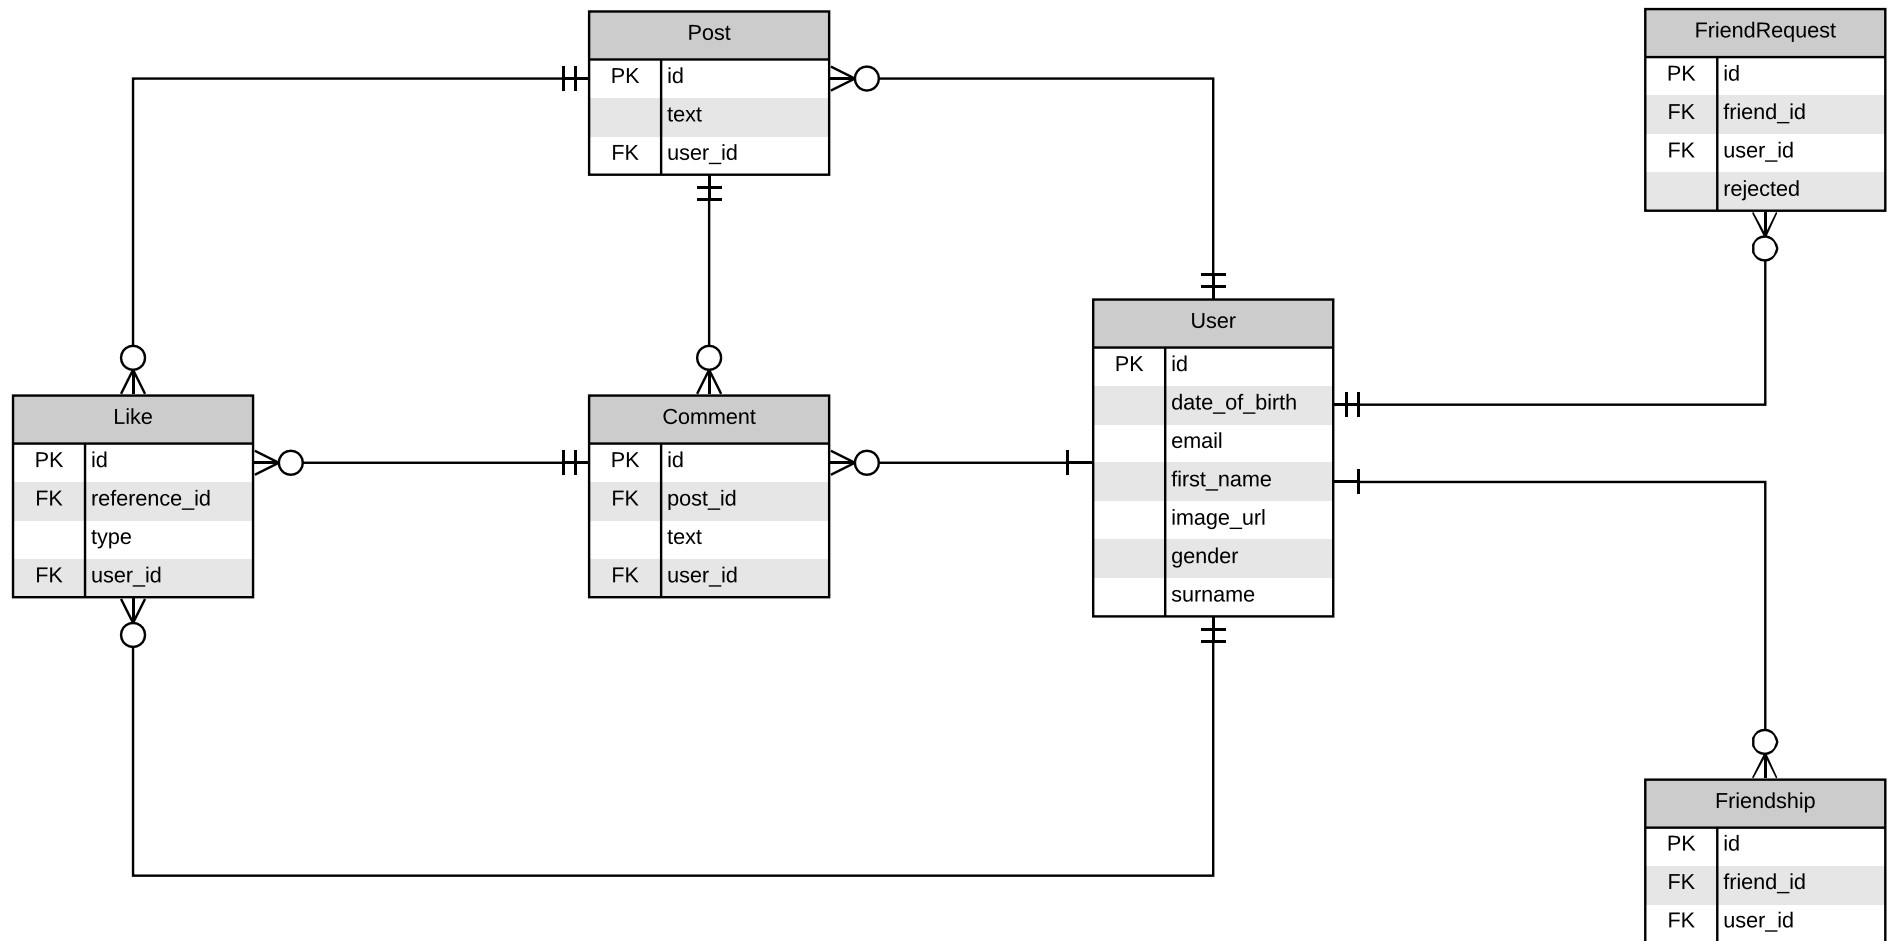 Post
PK id
text
FK user_id
FriendRequest
PK id
FK friend_id
FK user_id
rejected
User
PK id
date_of_birth
email
first_name
image_url
gender
surname
Like
PK id
FK reference_id
type
FK user_id
Comment
PK id
FK post_id
text
FK user_id
Friendship
PK id
FK friend_id
FK user_id